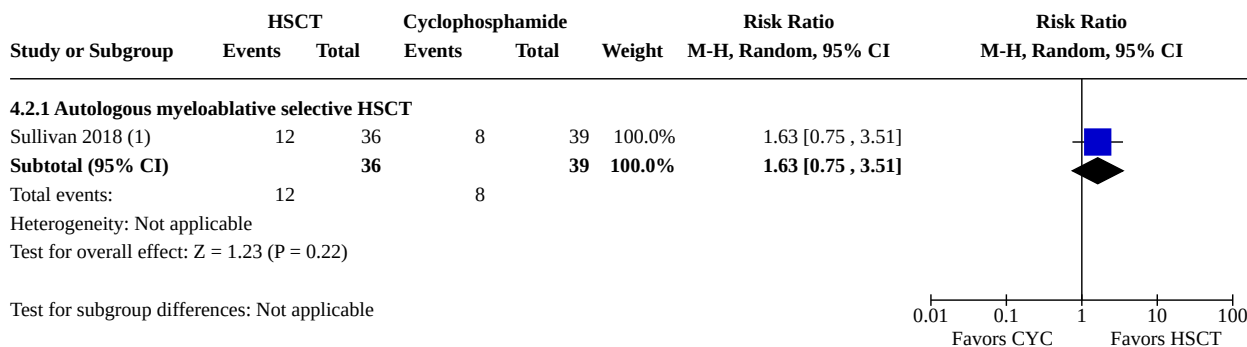 HSCT Cyclophosphamide Risk Ratio Risk Ratio
Study or Subgroup Events Total Events Total Weight M-H, Random, 95% CI M-H, Random, 95% CI
4.2.1 Autologous myeloablative selective HSCT
Sullivan 2018 (1) 12 36 8 39 100.0% 1.63 [0.75 , 3.51]
Subtotal (95% CI) 36 39 100.0% 1.63 [0.75 , 3.51]
Total events: 12 8
Heterogeneity: Not applicable
Test for overall effect: Z = 1.23 (P = 0.22)
Test for subgroup differences: Not applicable
0.01 0.1 1 10 100
Favors CYC Favors HSCT